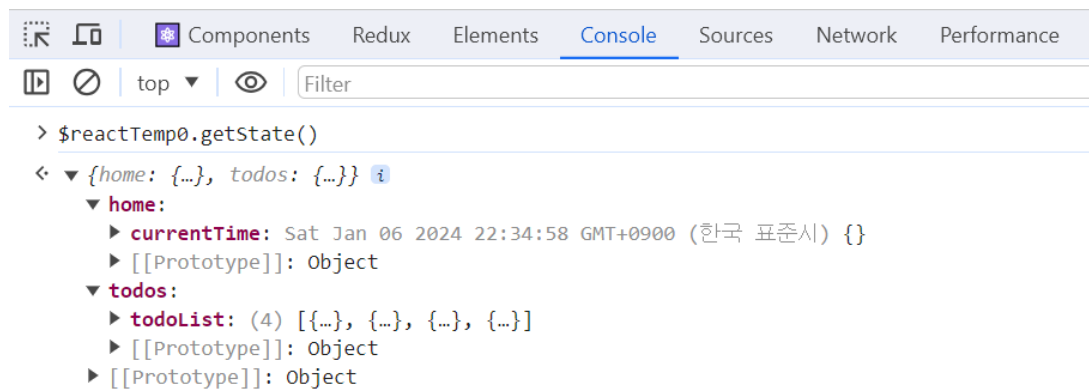 Components Redux Elements Console Sources Network Performance
top ▼ Filter
> $reactTemp0.getState()
▼ {home: {…}, todos: {…}} i
▼ home:
▶ currentTime: Sat Jan 06 2024 22:34:58 GMT+0900 (한국 표준시) {}
▶ [[Prototype]]: Object
▼ todos:
▶ todoList: (4) [{…}, {…}, {…}, {…}]
▶ [[Prototype]]: Object
▶ [[Prototype]]: Object